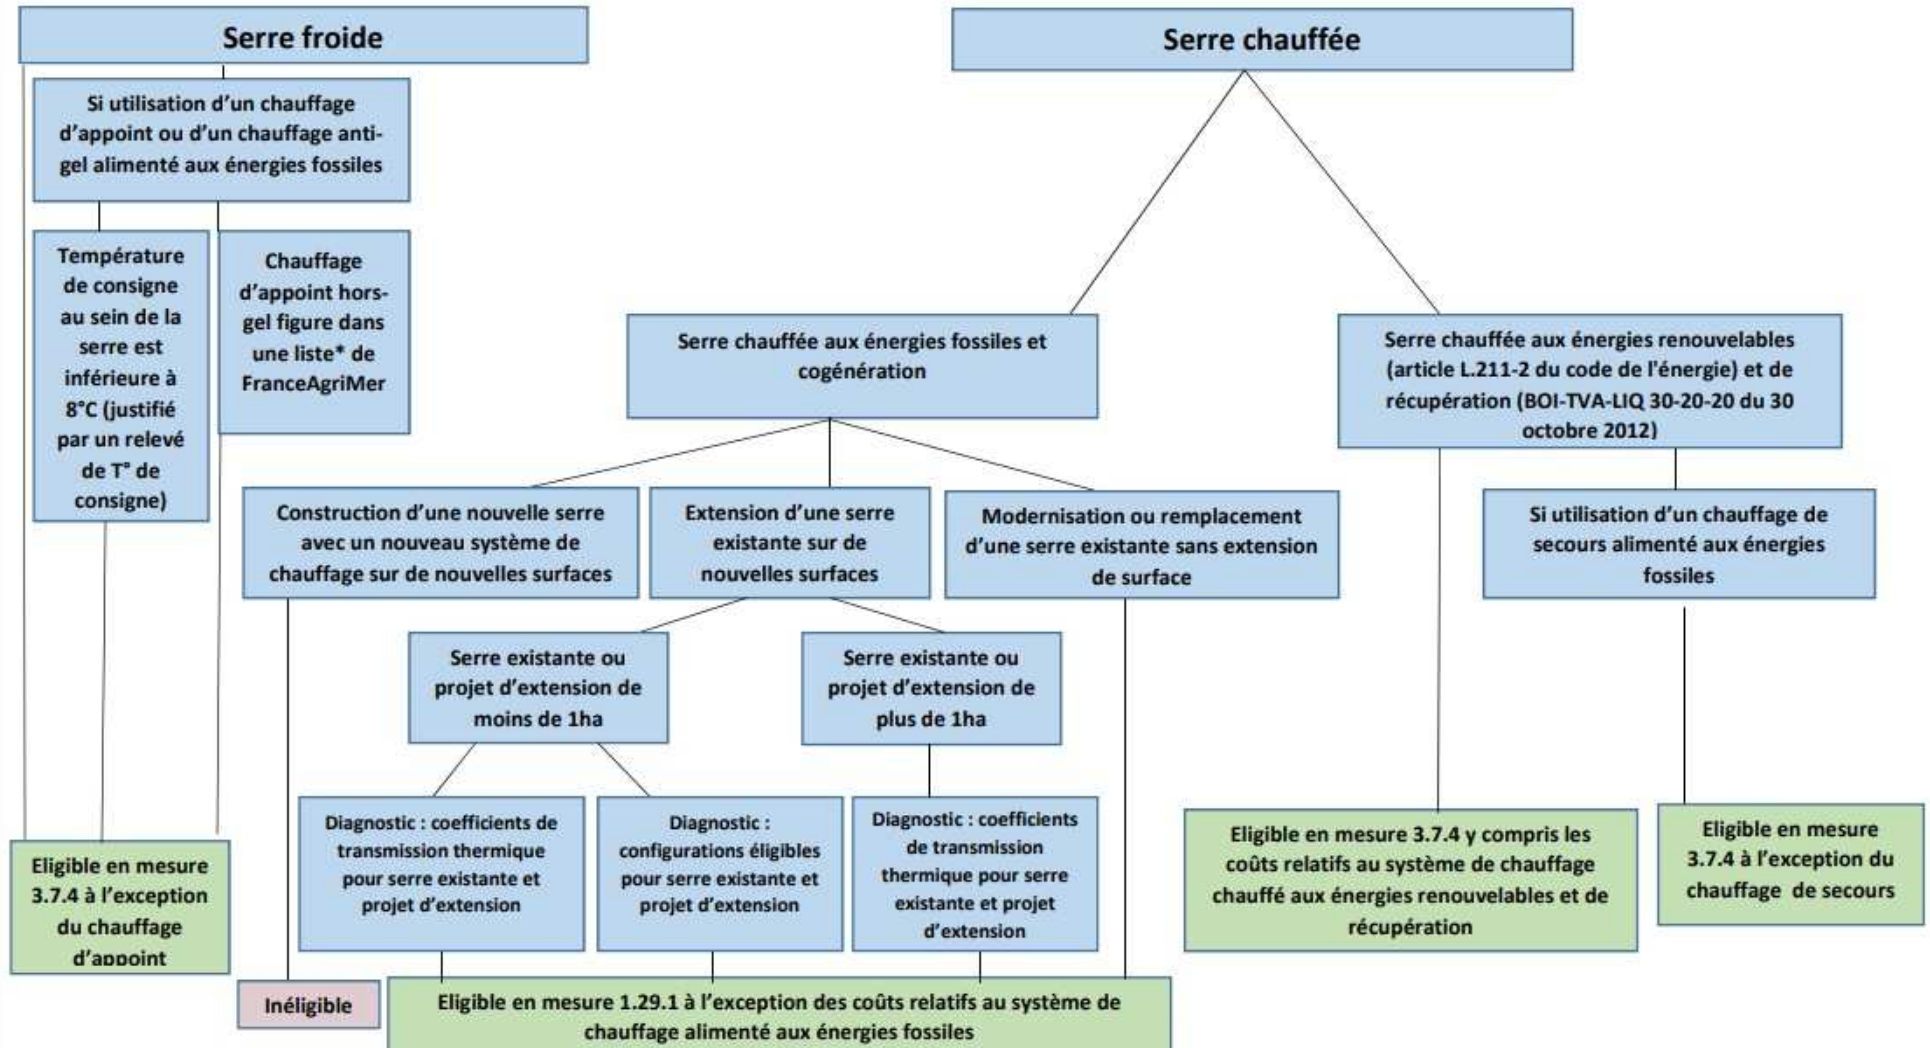 Serre froide
Serre chauffée
Si utilisation d'un chauffage
d'appoint ou d'un chauffage anti-
gel alimenté aux énergies fossiles
Température
de consigne
au sein de la
serre est
inférieure à
8°C (justifié
par un relevé
de T° de
consigne)
Chauffage
d'appoint hors-
gel figure dans
une liste* de
FranceAgriMer
Serre chauffée aux énergies fossiles et
cogénération
Serre chauffée aux énergies renouvelables
(article L.211-2 du code de l'énergie) et de
récupération (BOI-TVA-LIQ 30-20-20 du 30
octobre 2012)
Construction d'une nouvelle serre
avec un nouveau système de
chauffage sur de nouvelles surfaces
Extension d'une serre
existante sur de
nouvelles surfaces
Modernisation ou remplacement
d'une serre existante sans extension
de surface
Si utilisation d'un chauffage de
secours alimenté aux énergies
fossiles
Serre existante ou
projet d'extension de
moins de 1ha
Serre existante ou
projet d'extension de
plus de 1ha
Diagnostic : coefficients de
transmission thermique
pour serre existante et
projet d'extension
Diagnostic :
configurations éligibles
pour serre existante et
projet d'extension
Diagnostic : coefficients
de transmission
thermique pour serre
existante et projet
d'extension
Eligible en mesure 3.7.4 y compris les
coûts relatifs au système de chauffage
chauffé aux énergies renouvelables et de
récupération
Eligible en mesure
3.7.4 à l'exception du
chauffage de secours
Eligible en mesure
3.7.4 à l'exception
du chauffage
d'appoint
Inéligible
Eligible en mesure 1.29.1 à l'exception des coûts relatifs au système de
chauffage alimenté aux énergies fossiles